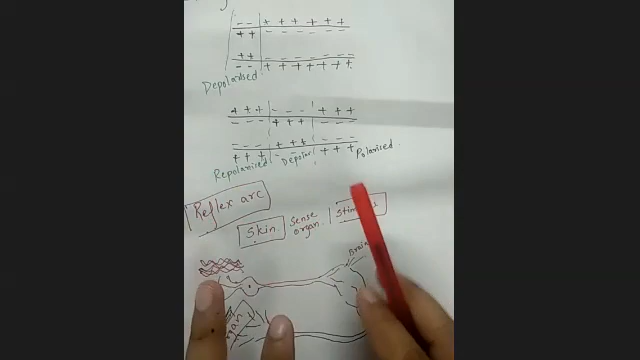 - - + + + + + +
+ + - - - - - -
+ + - - - - - -
- - + + + + + + +
Depolarised
+ + + - - - + + +
- - - + + + - - -
- - - + + + - - -
+ + + - - - + + +
Repolarised Depolar Polarised
Reflex arc
Skin Sense organ
Brain